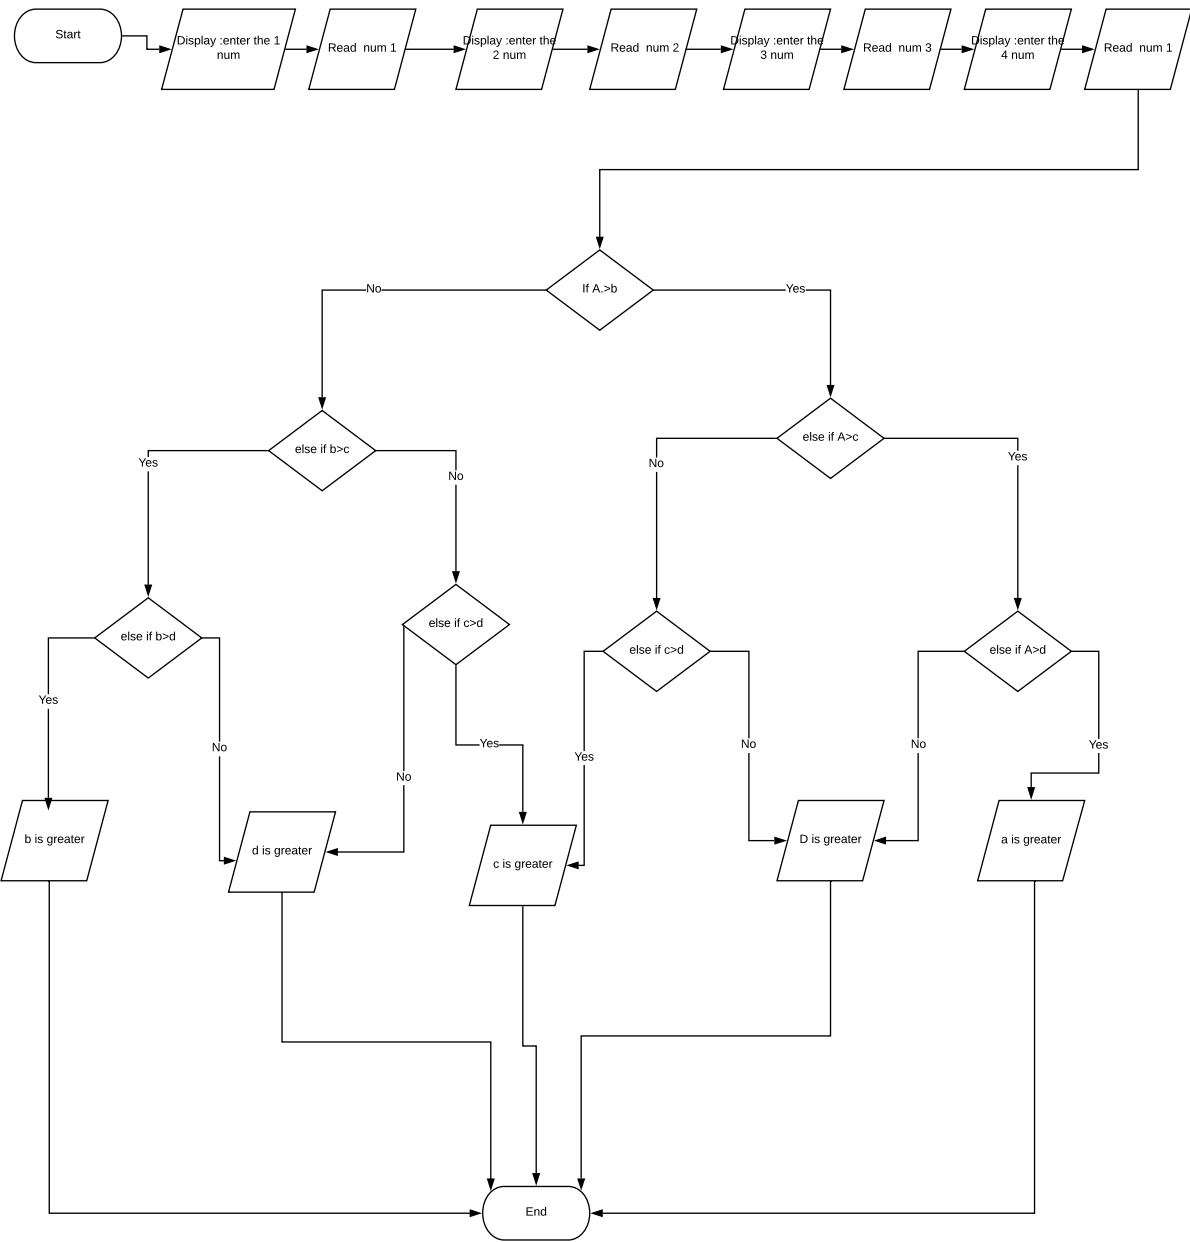 Start
Display :enter the 1
num
Read  num 1
Display :enter the
2 num
Read  num 2
Display :enter the
3 num
Read  num 3
Display :enter the
4 num
Read  num 1
If A.>b
No
Yes
else if b>c
else if A>c
Yes
No
No
Yes
else if b>d
else if c>d
else if c>d
else if A>d
Yes
No
No
Yes
Yes
No
No
Yes
b is greater
d is greater
c is greater
D is greater
a is greater
End